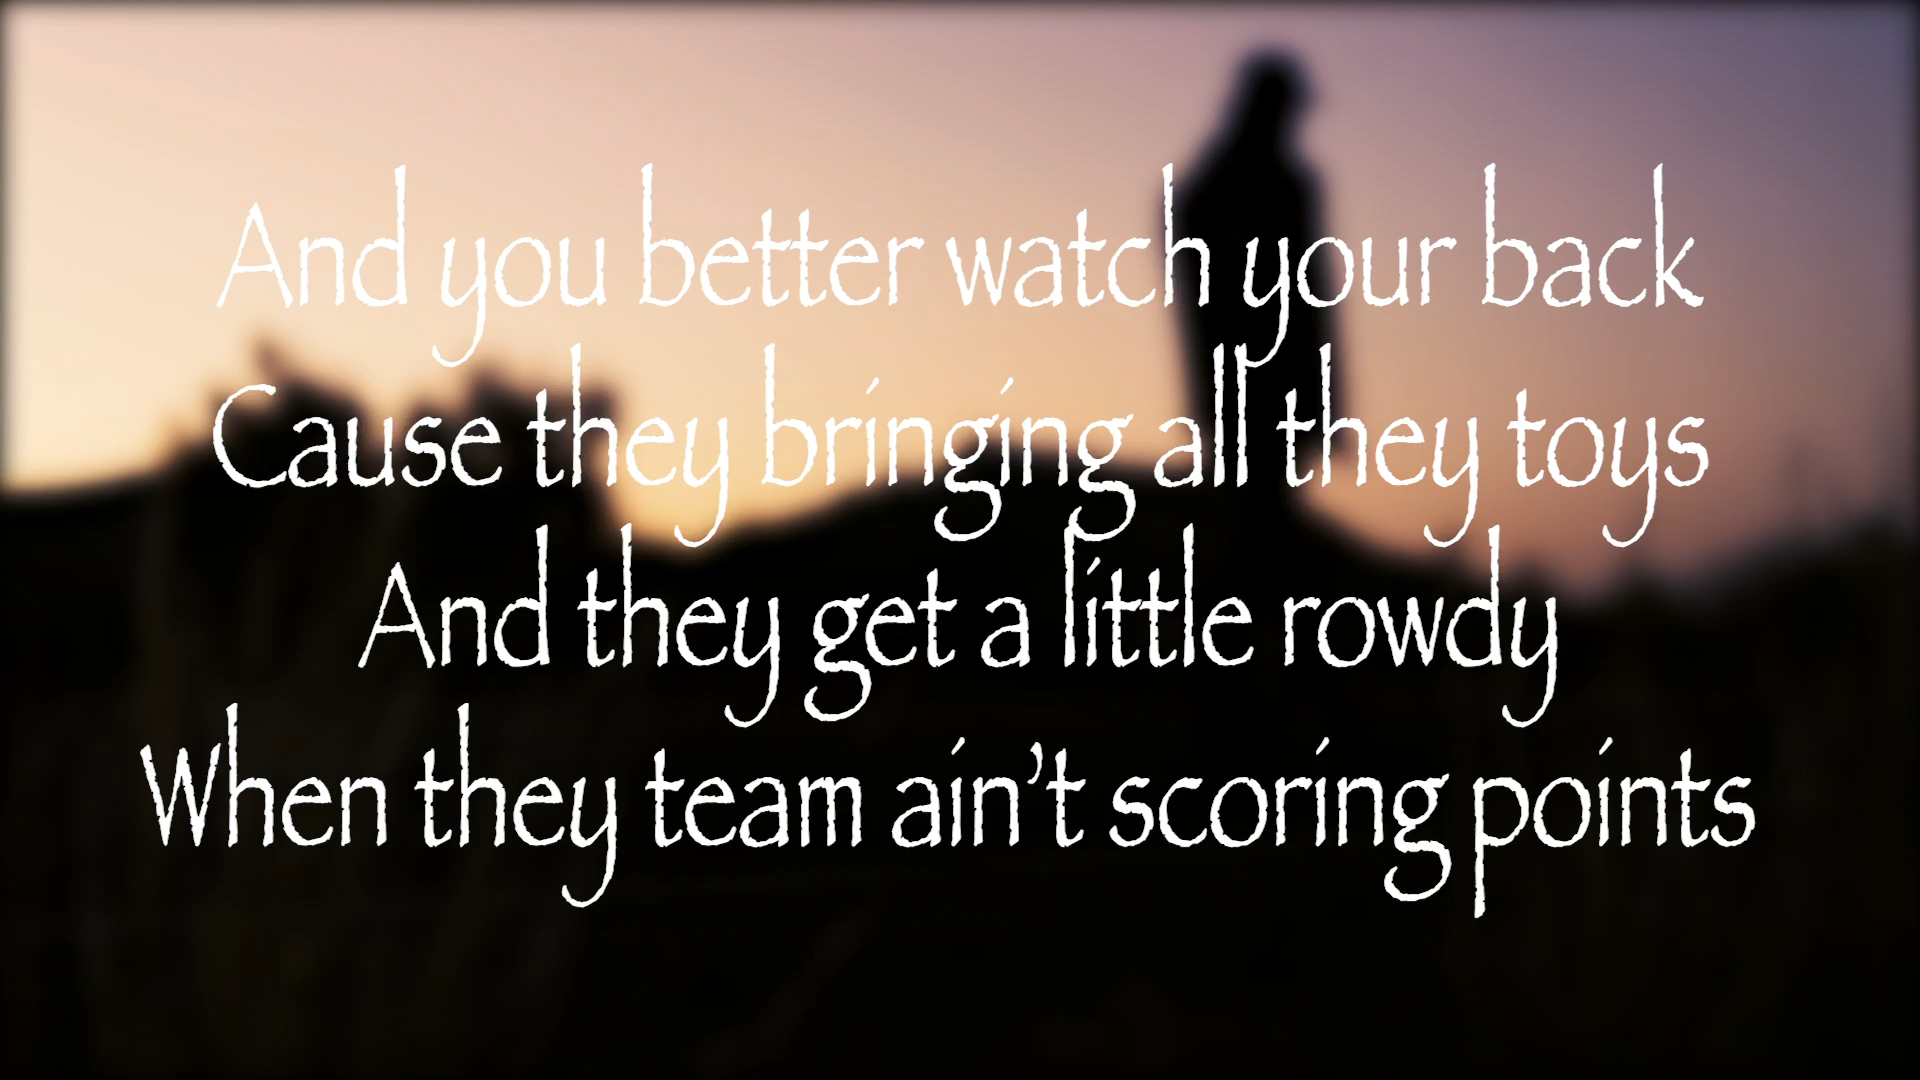 And you better watch your back
Cause they bringing all they toys
And they get a little rowdy
When they team ain't scoring points